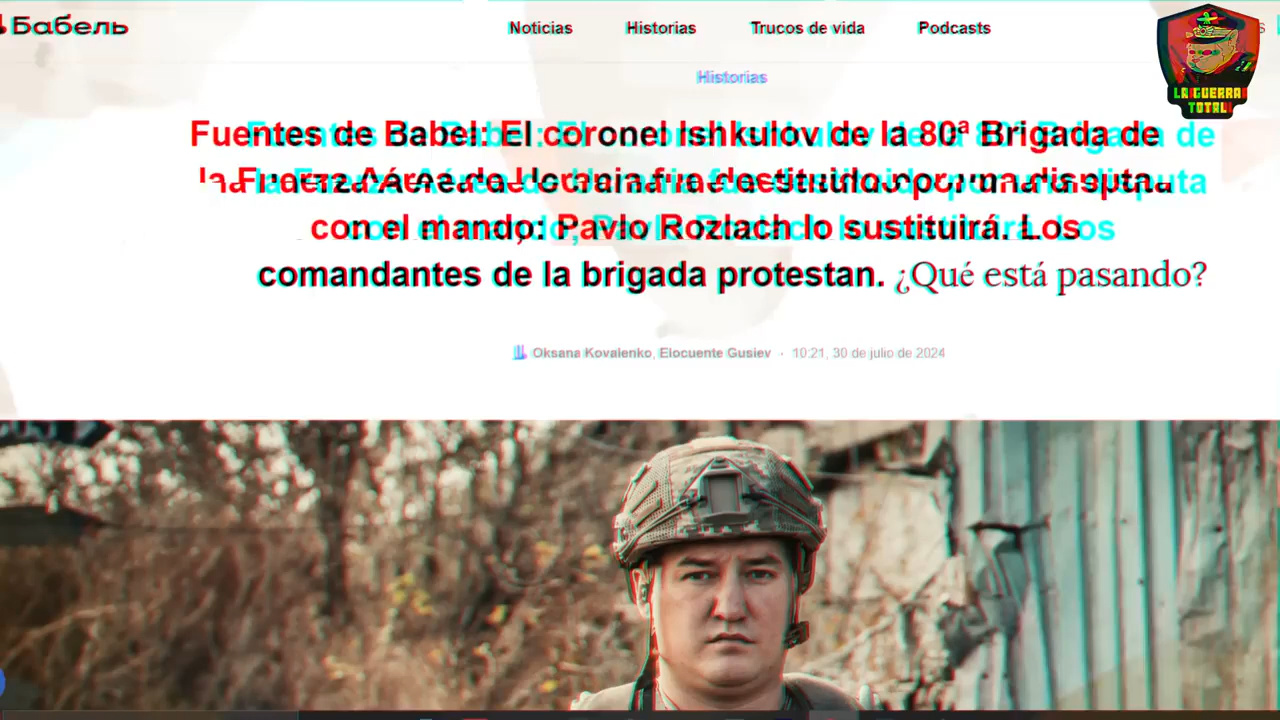 Бабель
Noticias Historias Trucos de vida Podcasts
LA GUERRA
TOTAL
Historias
Fuentes de Babel: El coronel Ishkulov de la 80ª Brigada de
la Fuerza Aérea de Ucrania fue destituido por una disputa
con el mando; Pavlo Rozlach lo sustituirá. Los
comandantes de la brigada protestan. ¿Qué está pasando?
Oksana Kovalenko, Elocuente Gusiev · 10:21, 30 de julio de 2024